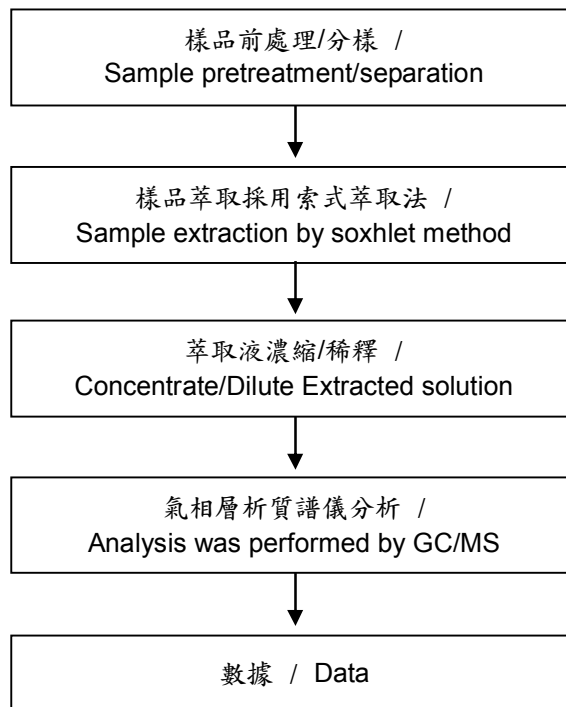 樣品前處理/分樣 /
Sample pretreatment/separation
樣品萃取採用索式萃取法 /
Sample extraction by soxhlet method
萃取液濃縮/稀釋 /
Concentrate/Dilute Extracted solution
氣相層析質譜儀分析 /
Analysis was performed by GC/MS
數據 / Data